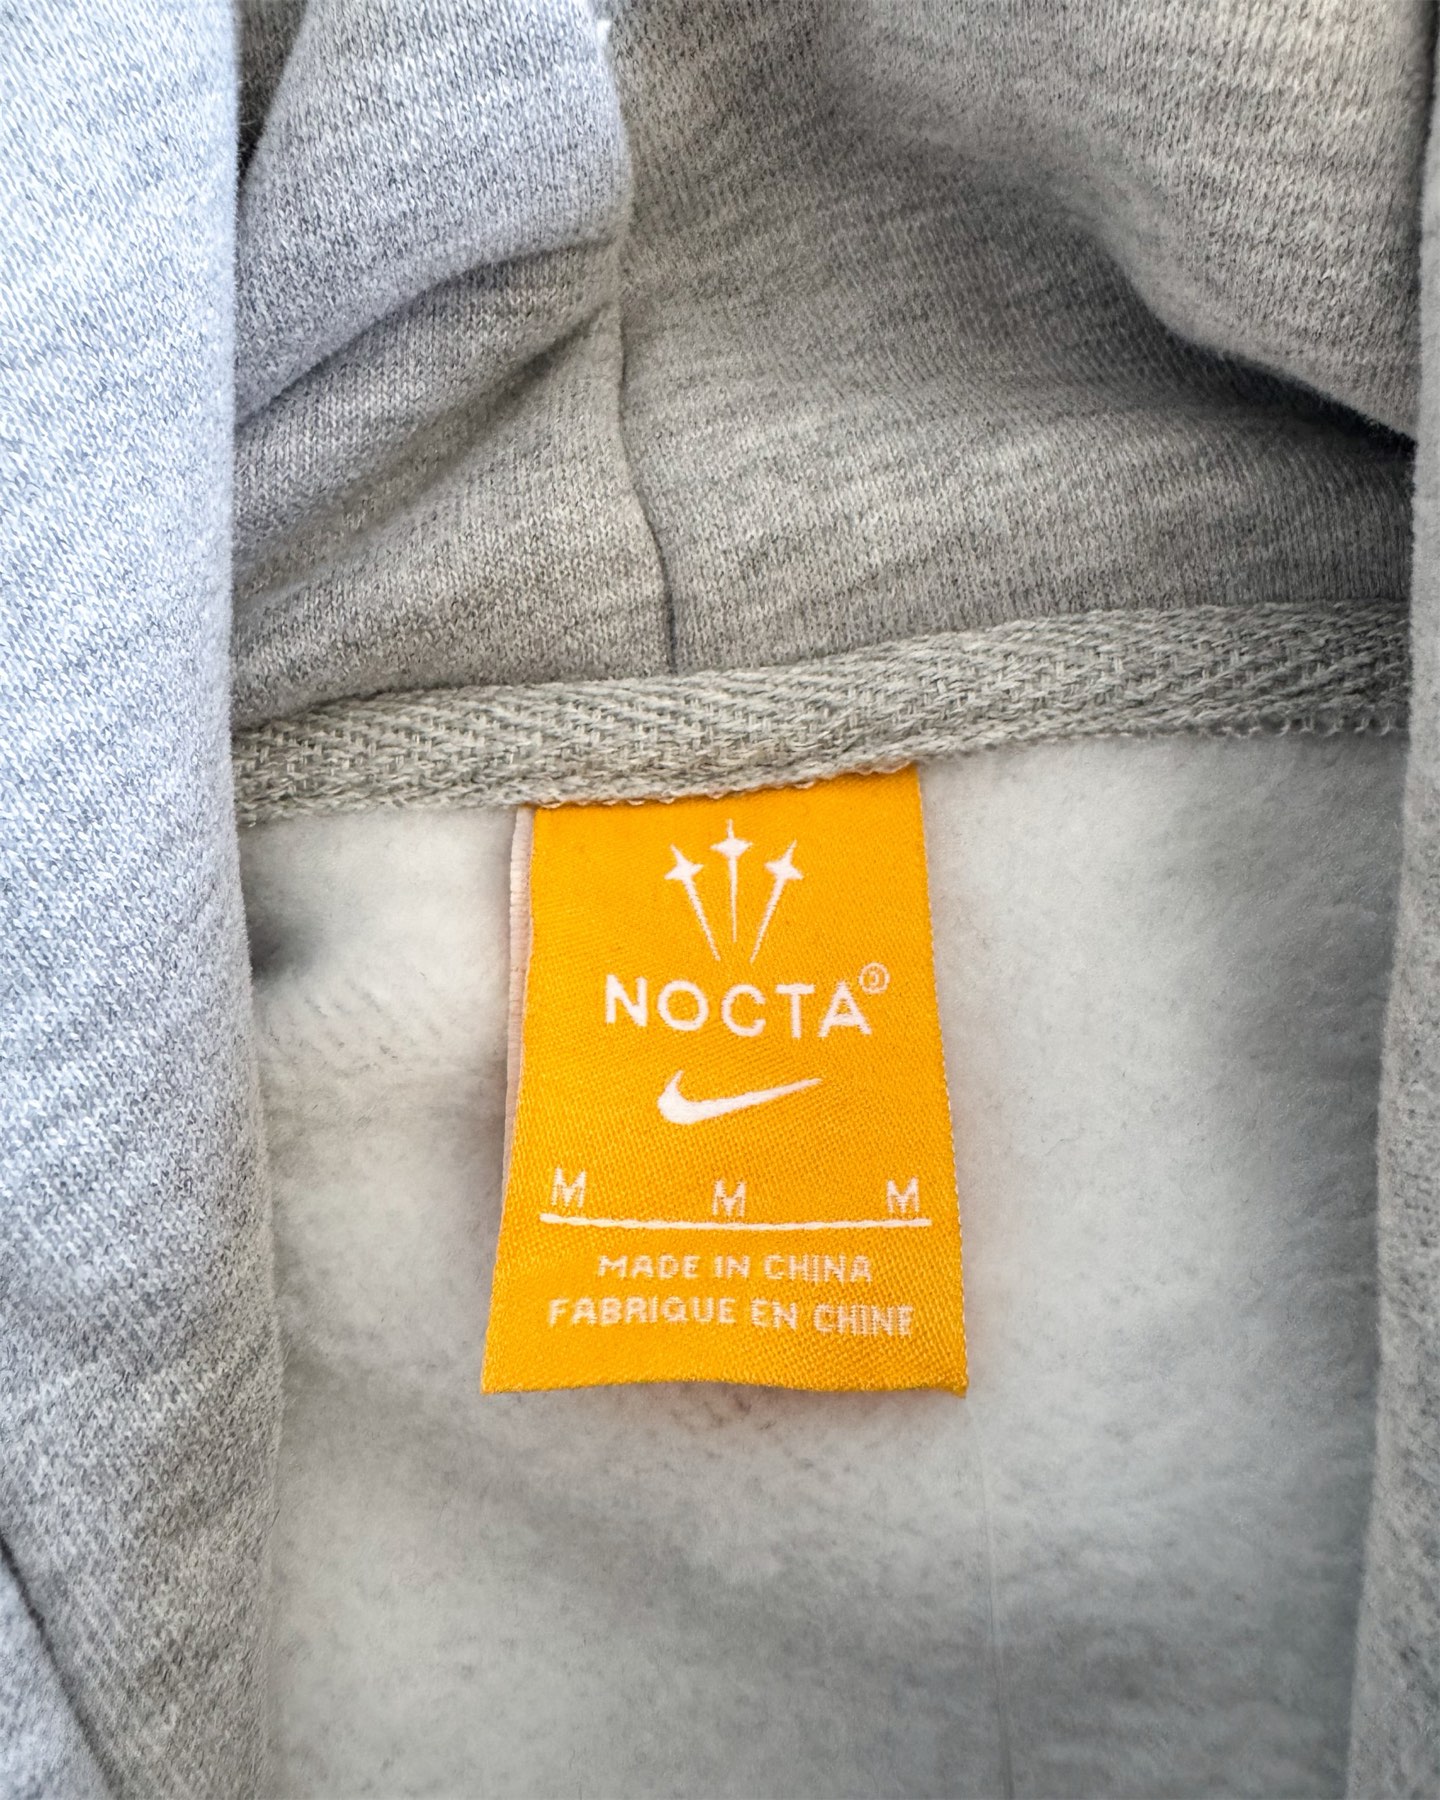 NOCTA®
M M M
MADE IN CHINA
FABRIQUE EN CHINE